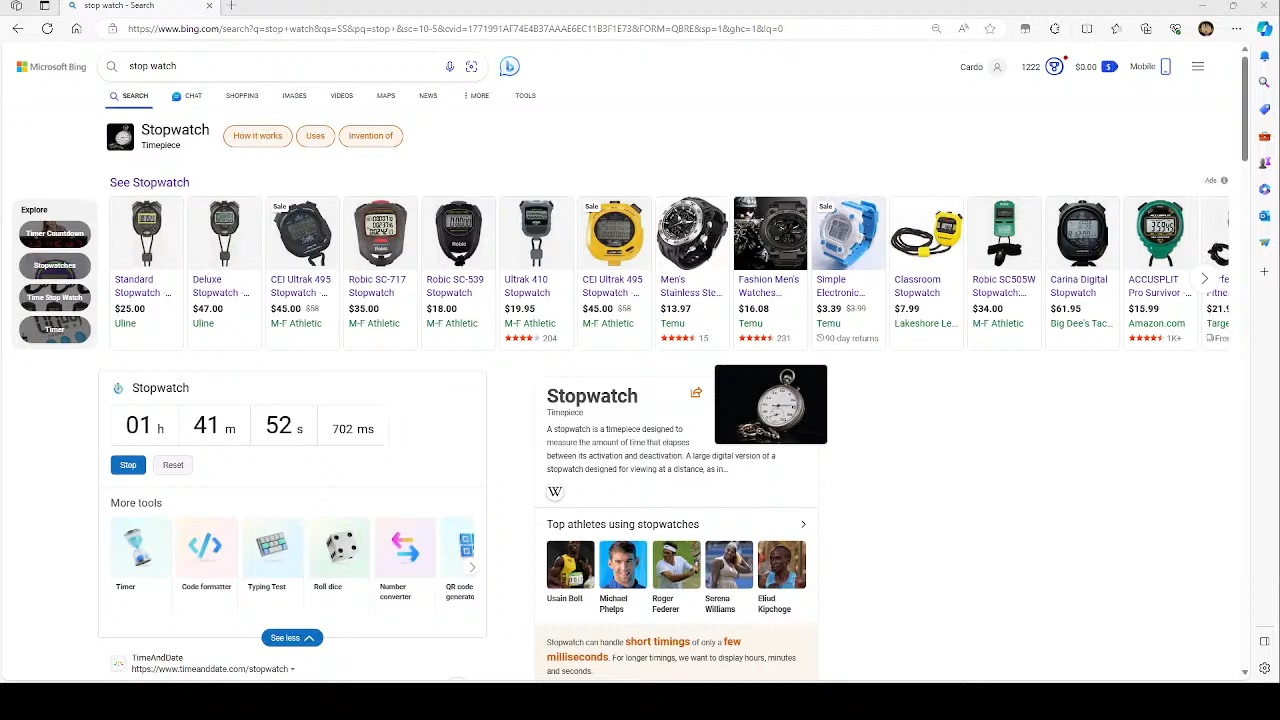 stop watch - Search
https://www.bing.com/search?q=stop+watch&qs=SS&pq=stop+&sc=10-5&cvid=1771991AF74E4B37AAAE6EC11B3F1E73&FORM=QBRE&sp=1&ghc=1&lq=0
Microsoft Bing
stop watch
Cardo
1222
$0.00
Mobile
SEARCH
CHAT
SHOPPING
IMAGES
VIDEOS
MAPS
NEWS
MORE
TOOLS
Stopwatch
Timepiece
How it works
Uses
Invention of
See Stopwatch
Ads
Explore
Timer Countdown
Stopwatches
Time Stop Watch
Timer
Standard
Stopwatch -...
$25.00
Uline
Deluxe
Stopwatch -...
$47.00
Uline
Sale
CEI Ultrak 495
Stopwatch
$45.00 $58
M-F Athletic
Robic SC-717
Stopwatch
$35.00
M-F Athletic
Robic SC-539
Stopwatch
$18.00
M-F Athletic
Ultrak 410
Stopwatch
$19.95
M-F Athletic
204
Sale
CEI Ultrak 495
Stopwatch
$45.00 $58
M-F Athletic
Men's
Stainless Ste...
$13.97
Temu
15
Fashion Men's
Watches...
$16.08
Temu
231
Sale
Simple
Electronic...
$3.39 $3.99
Temu
90-day returns
Classroom
Stopwatch
$7.99
Lakeshore Le...
Robic SC505W
Stopwatch:...
$34.00
M-F Athletic
Carina Digital
Stopwatch
$61.95
Big Dee's Tac...
ACCUSPLIT
Pro Survivor -...
$15.99
Amazon.com
1K+
$21.9
Targe
Free
Stopwatch
01 h
41 m
52 s
702 ms
Stop
Reset
More tools
Timer
Code formatter
Typing Test
Roll dice
Number
converter
QR code
generato
See less
TimeAndDate
https://www.timeanddate.com/stopwatch
Stopwatch
Timepiece
A stopwatch is a timepiece designed to
measure the amount of time that elapses
between its activation and deactivation. A large digital version of a
stopwatch designed for viewing at a distance, as in...
W
Top athletes using stopwatches
Usain Bolt
Michael
Phelps
Roger
Federer
Serena
Williams
Eliud
Kipchoge
Stopwatch can handle short timings of only a few
milliseconds. For longer timings, we want to display hours, minutes
and seconds.